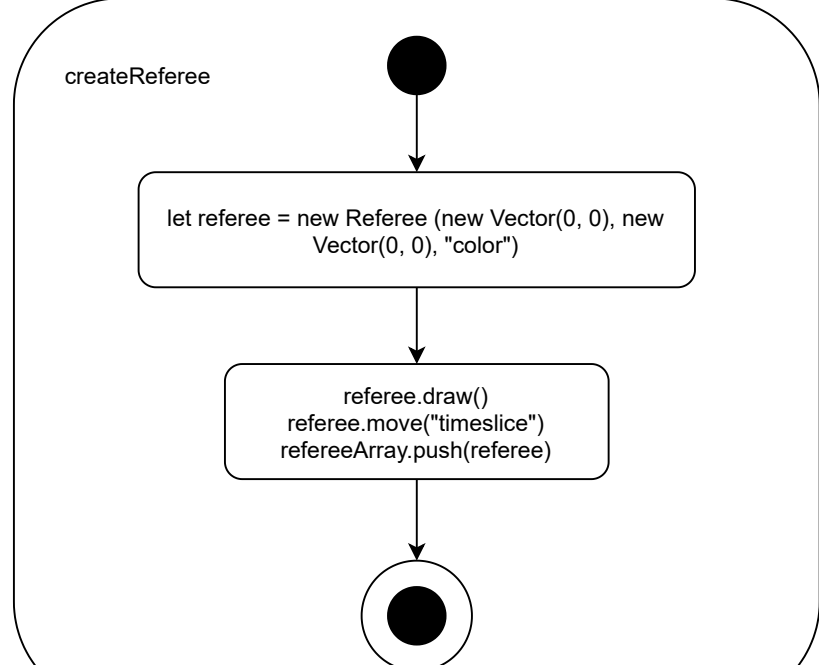 createReferee
let referee = new Referee (new Vector(0, 0), new
Vector(0, 0), "color")
referee.draw()
referee.move("timeslice")
refereeArray.push(referee)